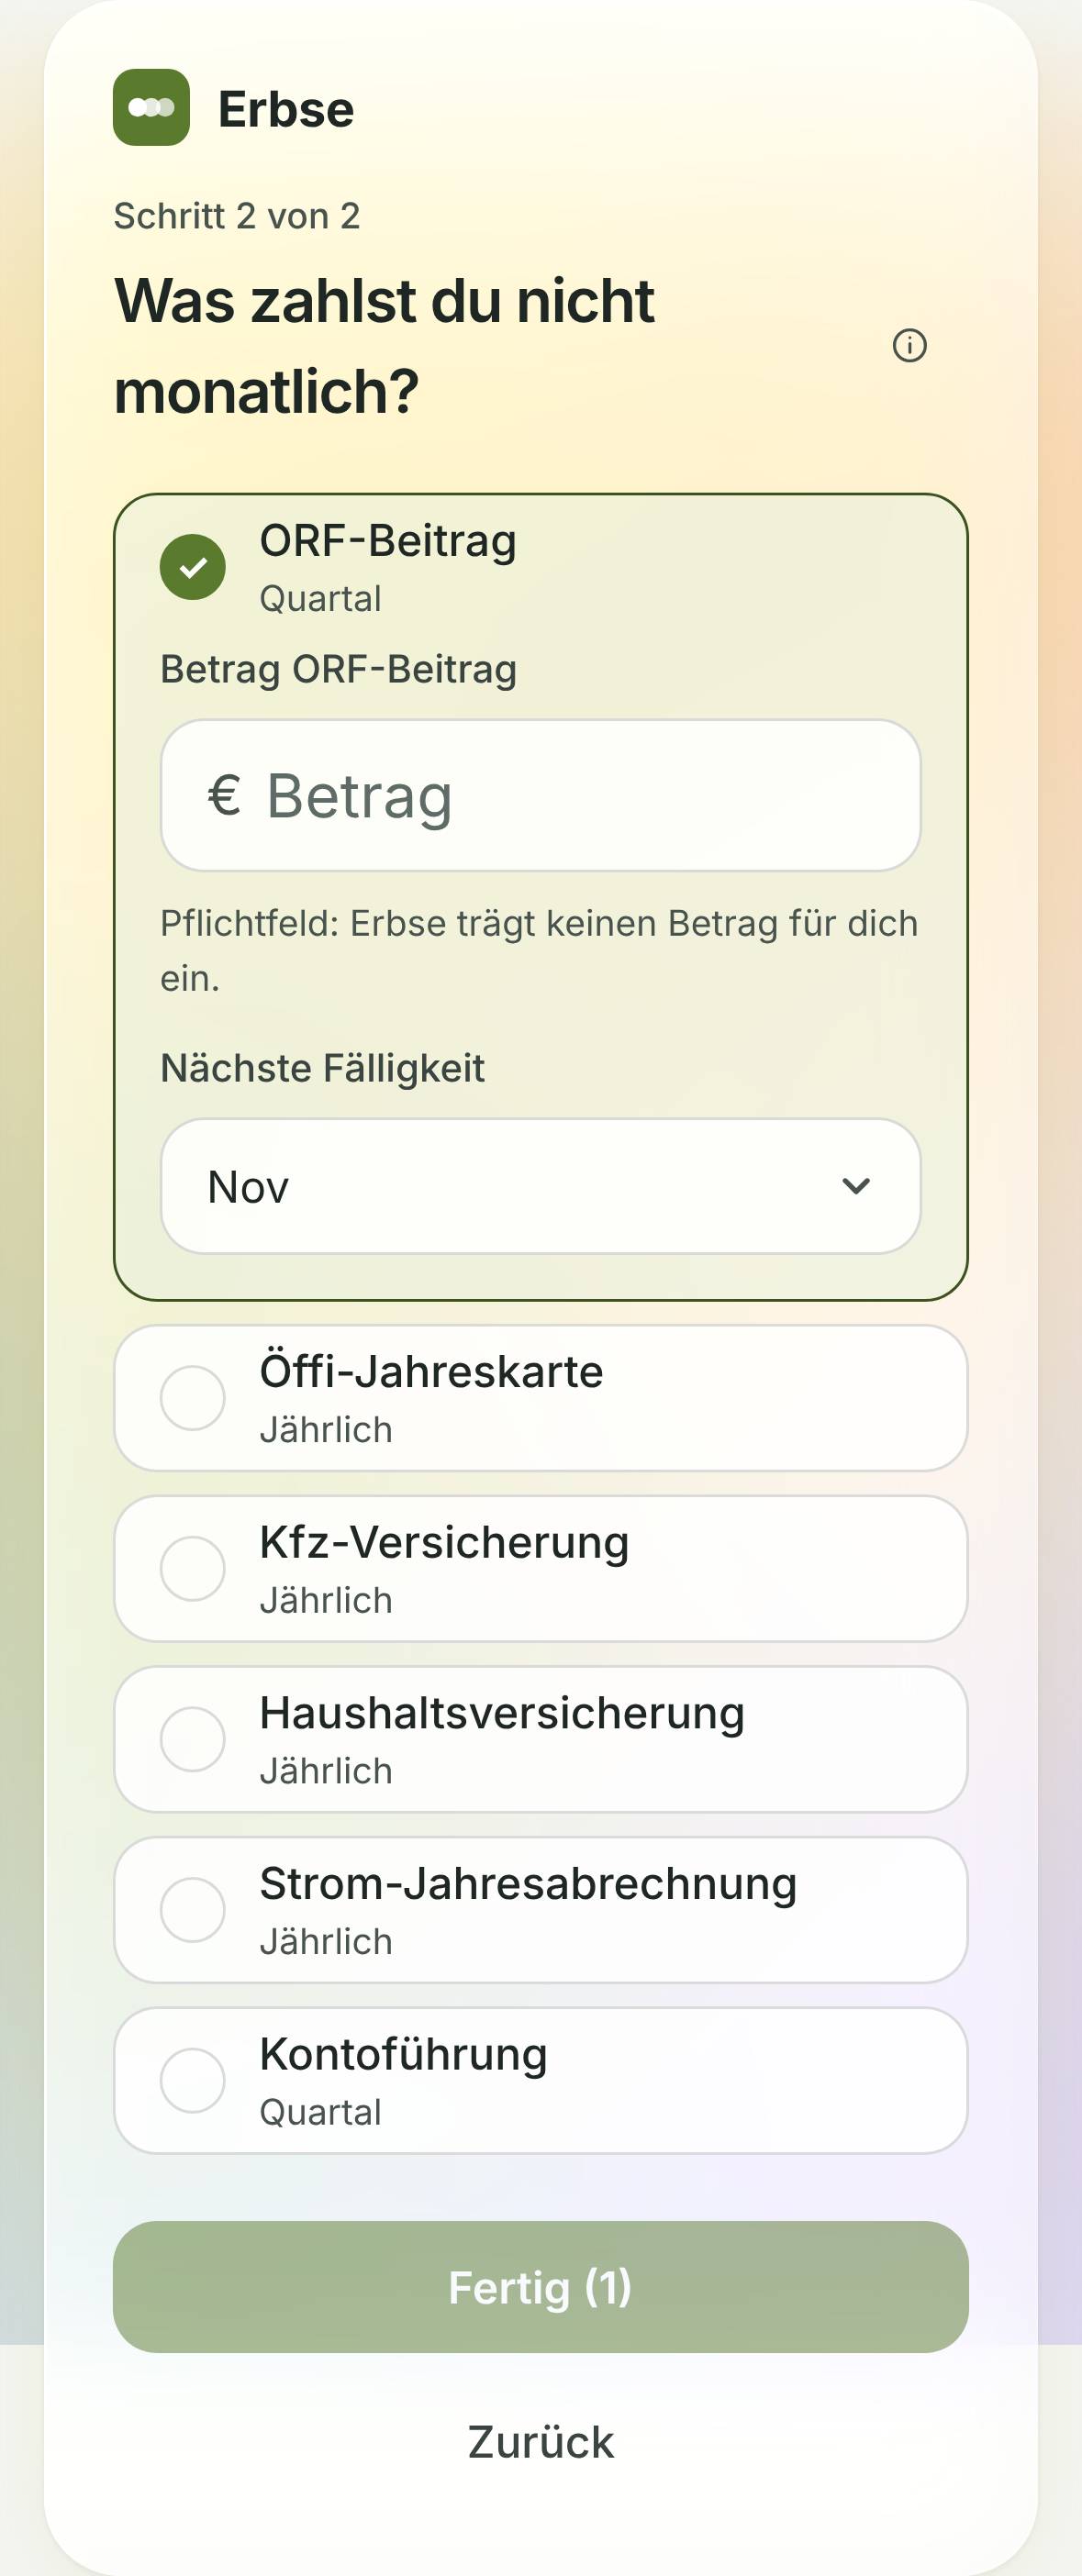 Erbse
Schritt 2 von 2
Was zahlst du nicht
monatlich?
ORF-Beitrag
Quartal
Betrag ORF-Beitrag
€ Betrag
Pflichtfeld: Erbse trägt keinen Betrag für dich
ein.
Nächste Fälligkeit
Nov
Öffi-Jahreskarte
Jährlich
Kfz-Versicherung
Jährlich
Haushaltsversicherung
Jährlich
Strom-Jahresabrechnung
Jährlich
Kontoführung
Quartal
Fertig (1)
Zurück